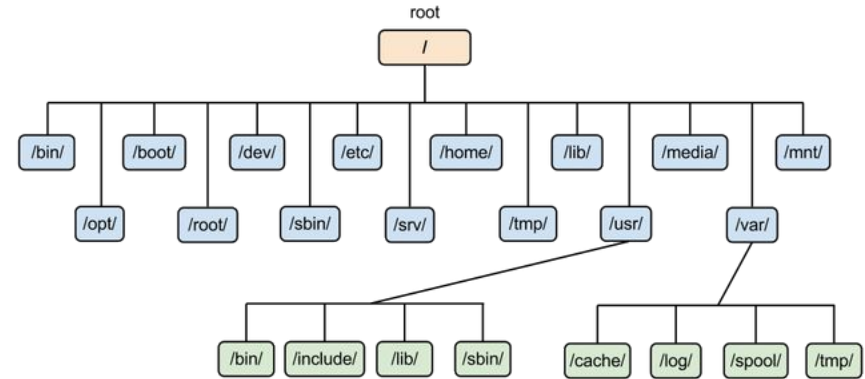 root
/
/bin/
/boot/
/dev/
/etc/
/home/
/lib/
/media/
/mnt/
/opt/
/root/
/sbin/
/srv/
/tmp/
/usr/
/var/
/bin/
/include/
/lib/
/sbin/
/cache/
/log/
/spool/
/tmp/